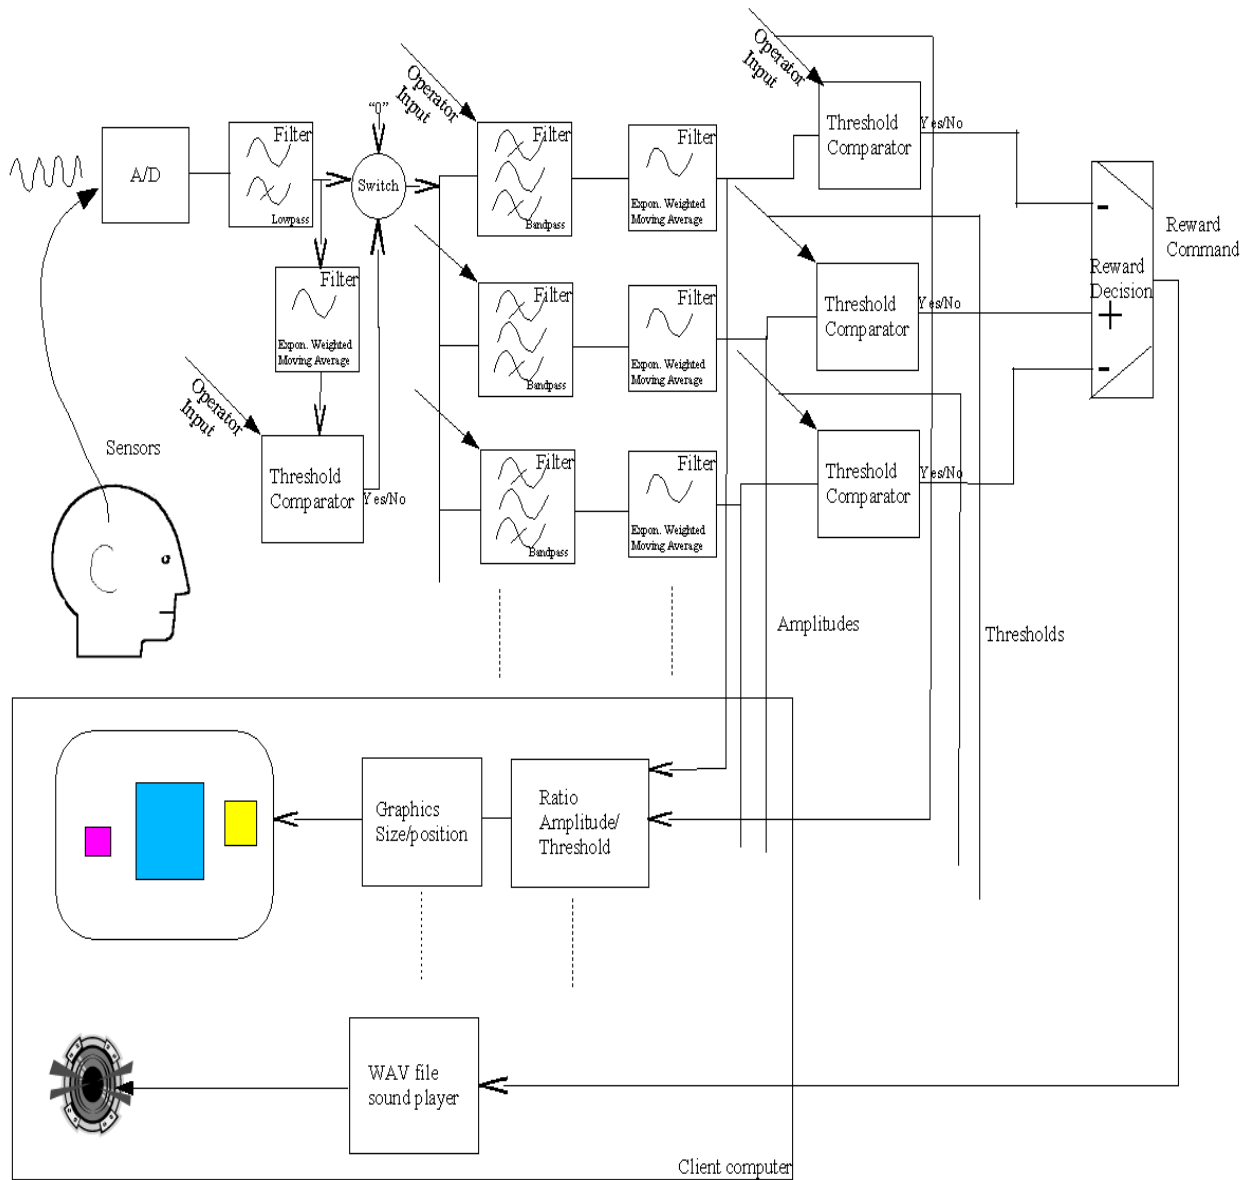 Operator
Input
Operator
Input
"0"
A/D
Filter
Lowpass
Switch
Filter
Bandpass
Filter
Expon. Weighted
Moving Average
Threshold
Comparator
Yes/No
-
Reward
Command
Filter
Expon. Weighted
Moving Average
Filter
Bandpass
Filter
Expon. Weighted
Moving Average
Threshold
Comparator
Yes/No
Reward
Decision
+
-
Operator
Input
Threshold
Comparator
Yes/No
Filter
Bandpass
Filter
Expon. Weighted
Moving Average
Threshold
Comparator
Yes/No
Sensors
Amplitudes
Thresholds
Graphics
Size/position
Ratio
Amplitude/
Threshold
WAV file
sound player
Client computer